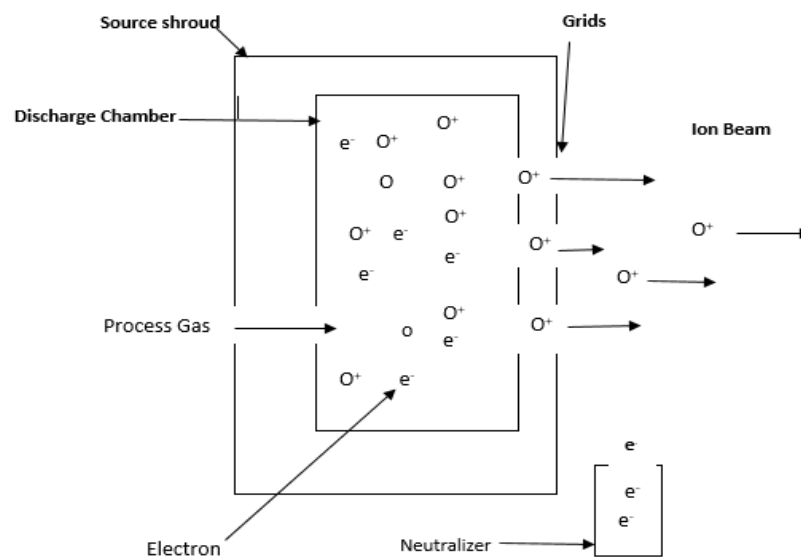 Source shroud
Grids
Discharge Chamber
O⁺
Ion Beam
e⁻ O⁺
O O⁺ O⁺
O⁺
O⁺
O⁺ e⁻
O⁺
e⁻
e⁻
O⁺
O⁺
Process Gas
o
O⁺
e⁻
O⁺ e⁻
e⁻
e⁻
e⁻
Electron
Neutralizer